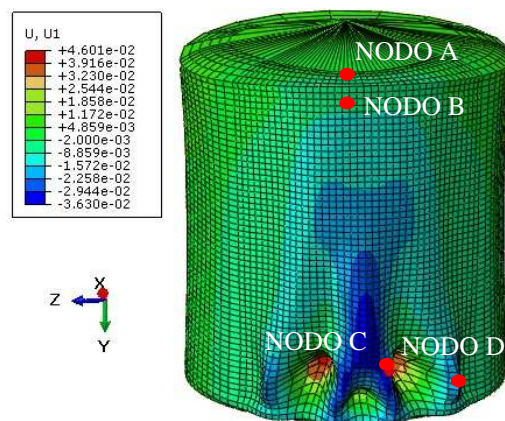 U, U1
+4.601e-02
+3.916e-02
+3.230e-02
+2.544e-02
+1.858e-02
+1.172e-02
+4.859e-03
-2.000e-03
-8.859e-03
-1.572e-02
-2.258e-02
-2.944e-02
-3.630e-02
NODO A
NODO B
X
Z
Y
NODO C
NODO D